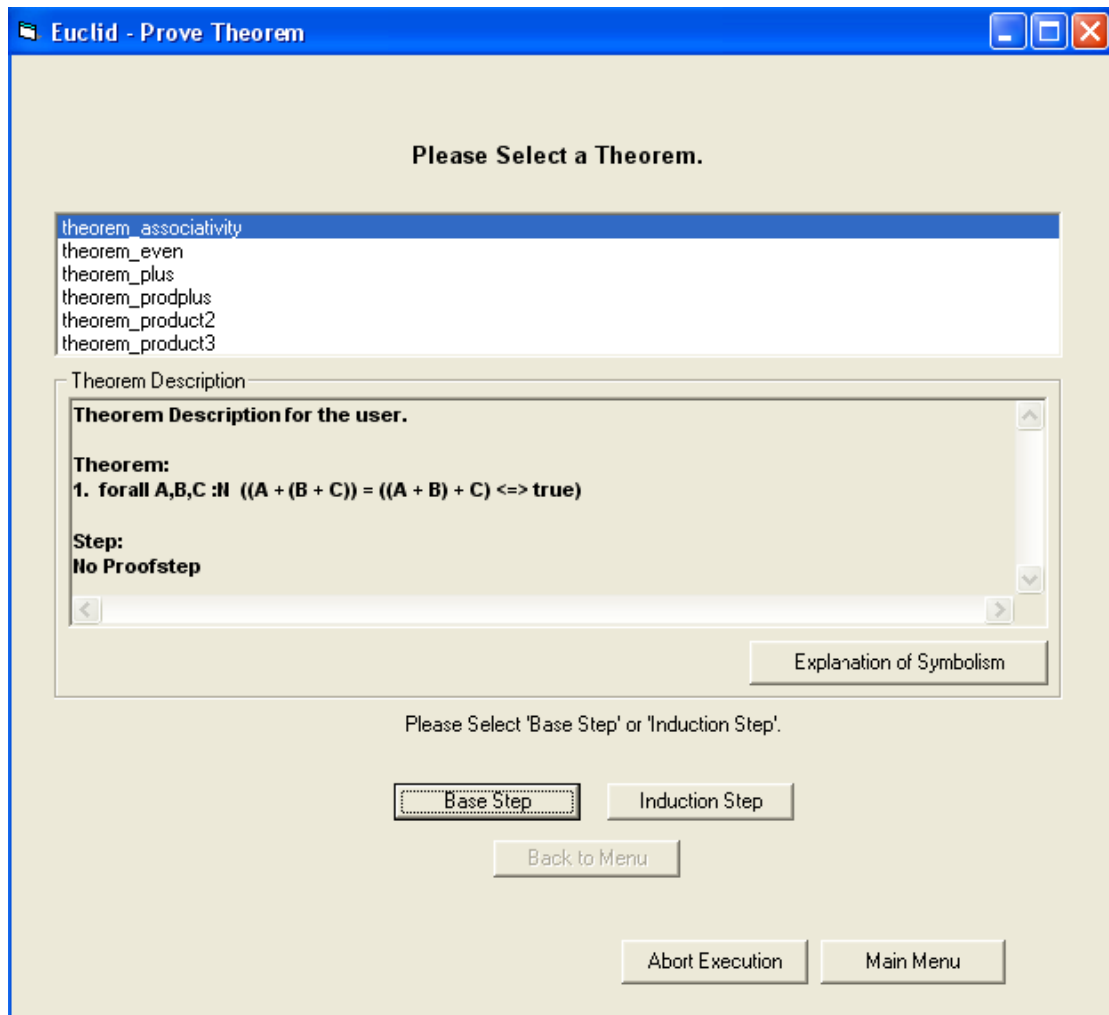 Euclid - Prove Theorem
Please Select a Theorem.
theorem_associativity
theorem_even
theorem_plus
theorem_prodplus
theorem_product2
theorem_product3
Theorem Description
Theorem Description for the user.
Theorem:
1. forall A,B,C :N ((A + (B + C)) = ((A + B) + C) <=> true)
Step:
No Proofstep
Explanation of Symbolism
Please Select 'Base Step' or 'Induction Step'.
Base Step Induction Step
Back to Menu
Abort Execution Main Menu